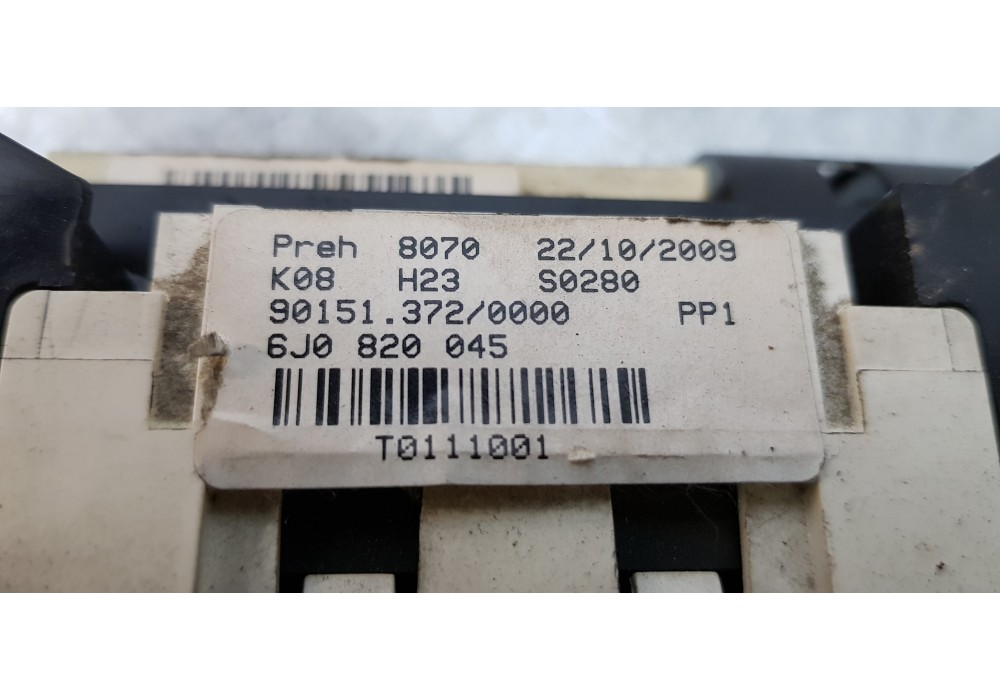 Preh 8070 22/10/2009
K08 H23 S0280
90151.372/0000 PP1
6J0 820 045
T0111001